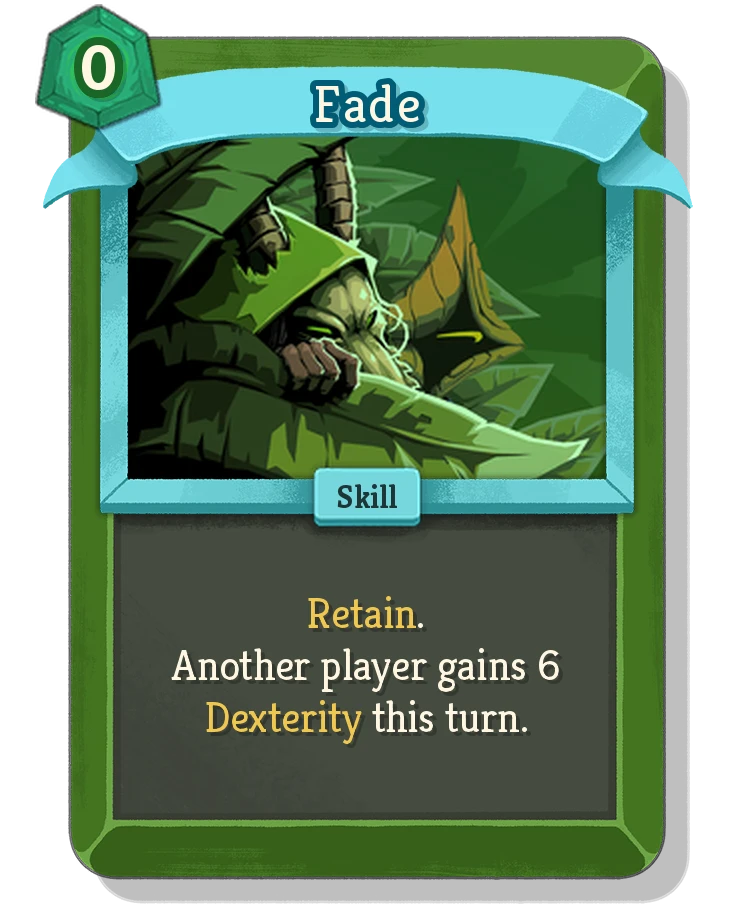 0
Fade
Skill
Retain.
Another player gains 6
Dexterity this turn.